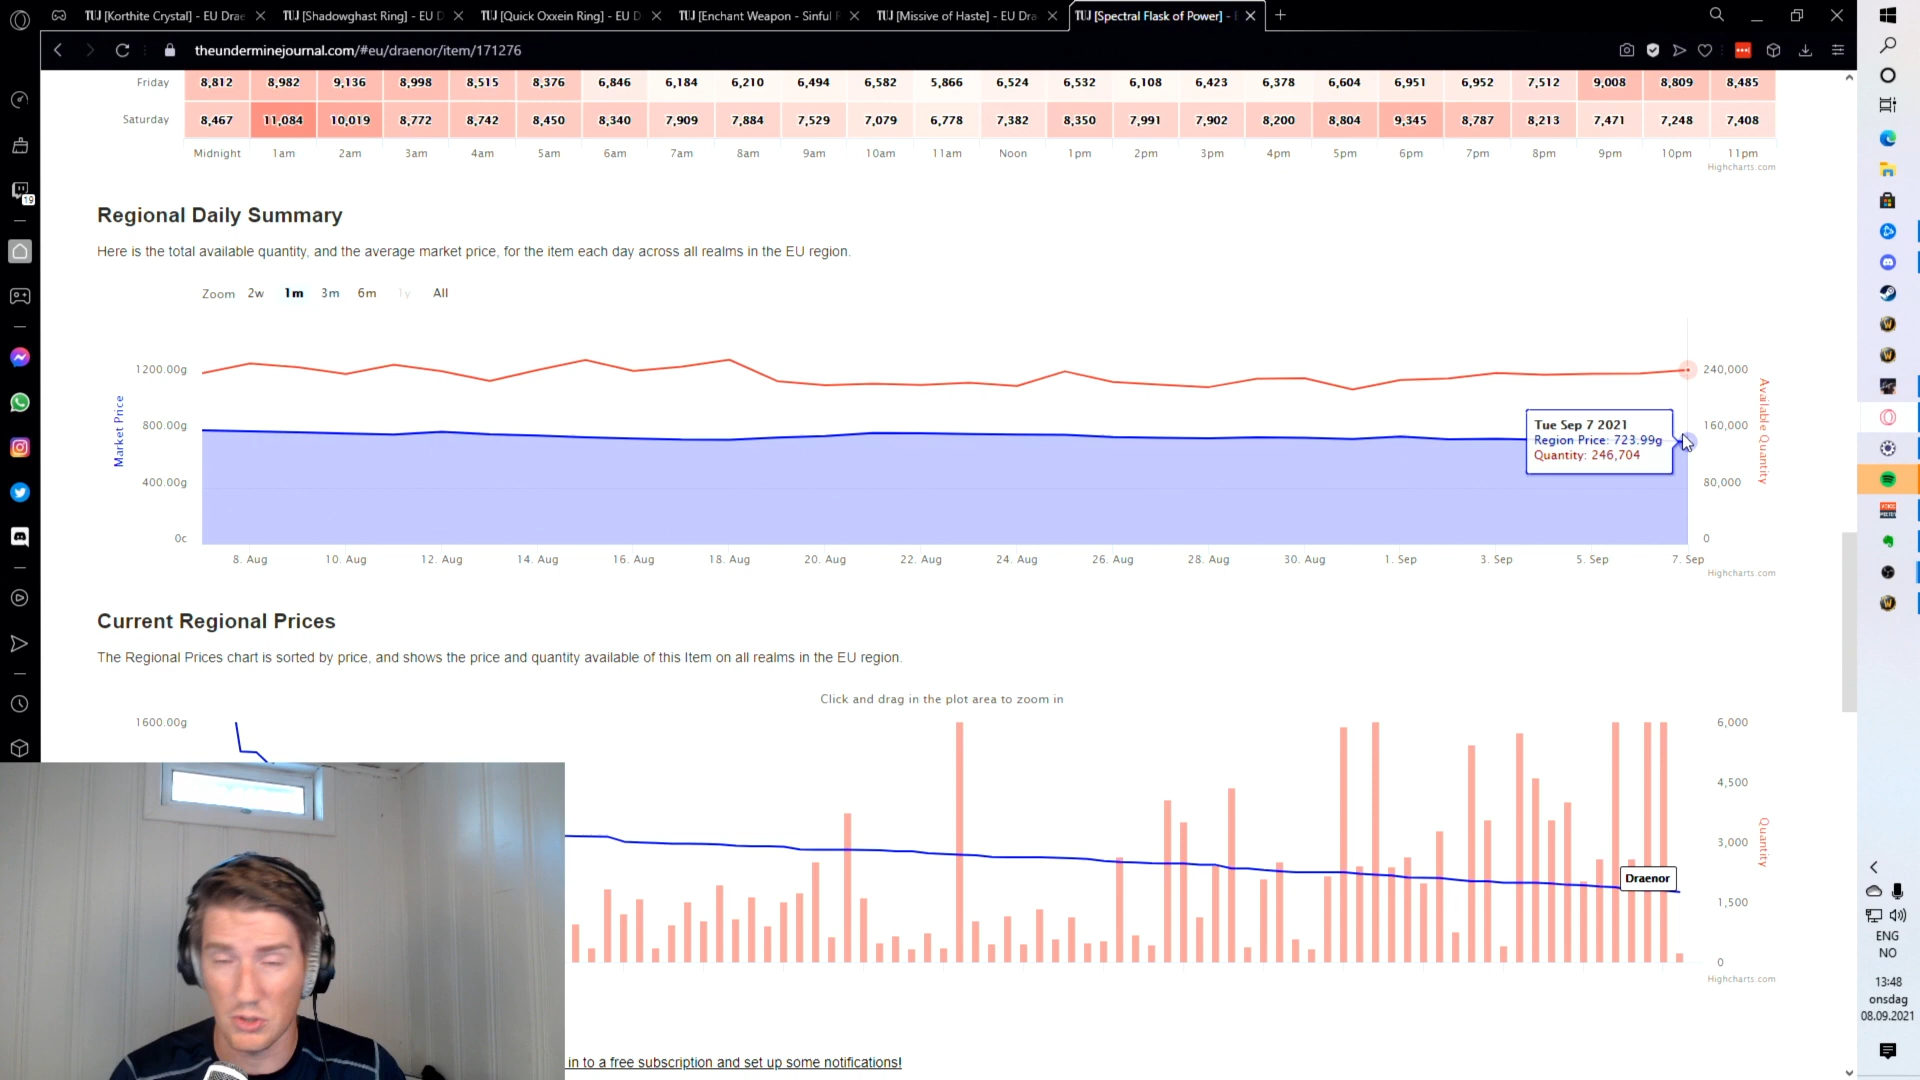 TUJ [Korthite Crystal] - EU Drae
TUJ [Shadowghast Ring] - EU D
TUJ [Quick Oxxein Ring] - EU D
TUJ [Enchant Weapon - Sinful
TUJ [Missive of Haste] - EU Dra
TUJ [Spectral Flask of Power] -
theunderminejournal.com/#eu/draenor/item/171276
Friday 8,812 8,982 9,136 8,998 8,515 8,376 6,846 6,184 6,210 6,494 6,582 5,866 6,524 6,532 6,108 6,423 6,378 6,604 6,951 6,952 7,512 9,008 8,809 8,485
Saturday 8,467 11,084 10,019 8,772 8,742 8,450 8,340 7,909 7,884 7,529 7,079 6,778 7,382 8,350 7,991 7,902 8,200 8,804 9,345 8,787 8,213 7,471 7,248 7,408
Midnight 1am 2am 3am 4am 5am 6am 7am 8am 9am 10am 11am Noon 1pm 2pm 3pm 4pm 5pm 6pm 7pm 8pm 9pm 10pm 11pm
Highcharts.com
19
Regional Daily Summary
Here is the total available quantity, and the average market price, for the item each day across all realms in the EU region.
Zoom 2w 1m 3m 6m 1y All
1200.00g 240,000
800.00g 160,000
400.00g 80,000
0c 0
Market Price
Available Quantity
Tue Sep 7 2021
Region Price: 723.99g
Quantity: 246,704
8. Aug 10. Aug 12. Aug 14. Aug 16. Aug 18. Aug 20. Aug 22. Aug 24. Aug 26. Aug 28. Aug 30. Aug 1. Sep 3. Sep 5. Sep 7. Sep
Highcharts.com
Current Regional Prices
The Regional Prices chart is sorted by price, and shows the price and quantity available of this Item on all realms in the EU region.
Click and drag in the plot area to zoom in
1600.00g 6,000
4,500
3,000
1,500
0
Quantity
Draenor
Highcharts.com
in to a free subscription and set up some notifications!
ENG
NO
13:48
onsdag
08.09.2021